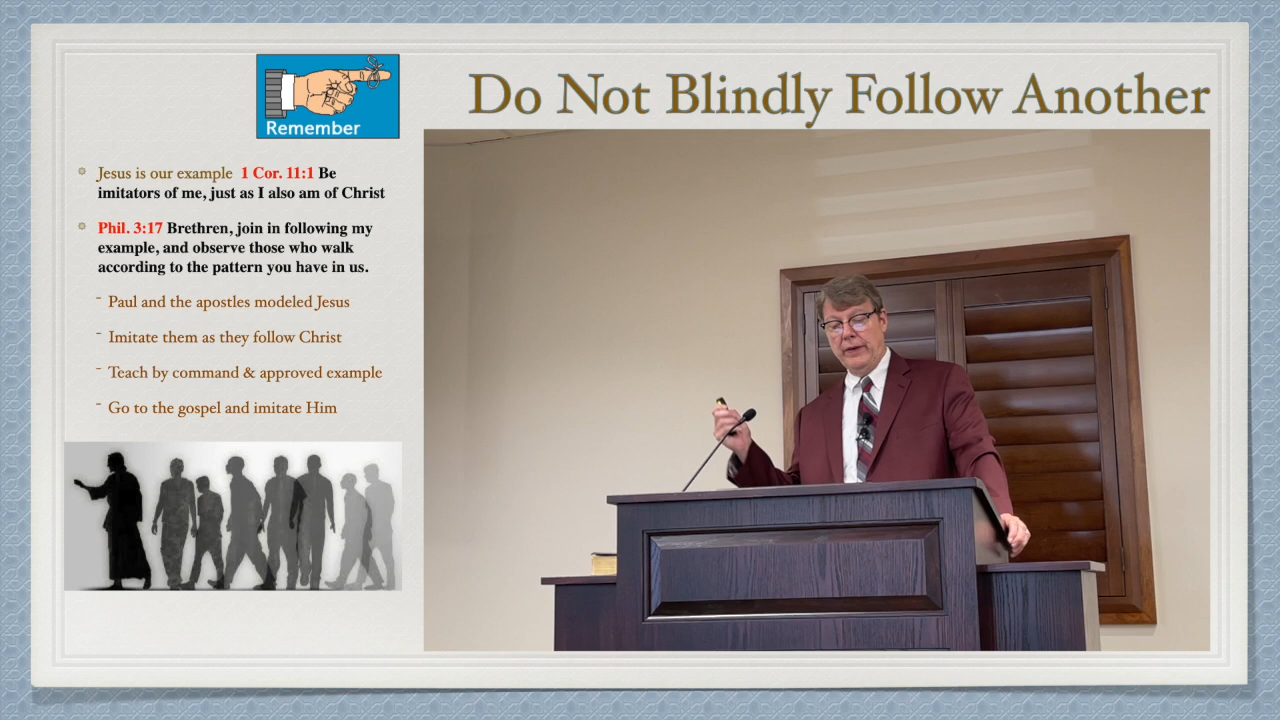 Remember
Do Not Blindly Follow Another
Jesus is our example 1 Cor. 11:1 Be
imitators of me, just as I also am of Christ
Phil. 3:17 Brethren, join in following my
example, and observe those who walk
according to the pattern you have in us.
- Paul and the apostles modeled Jesus
- Imitate them as they follow Christ
- Teach by command & approved example
- Go to the gospel and imitate Him